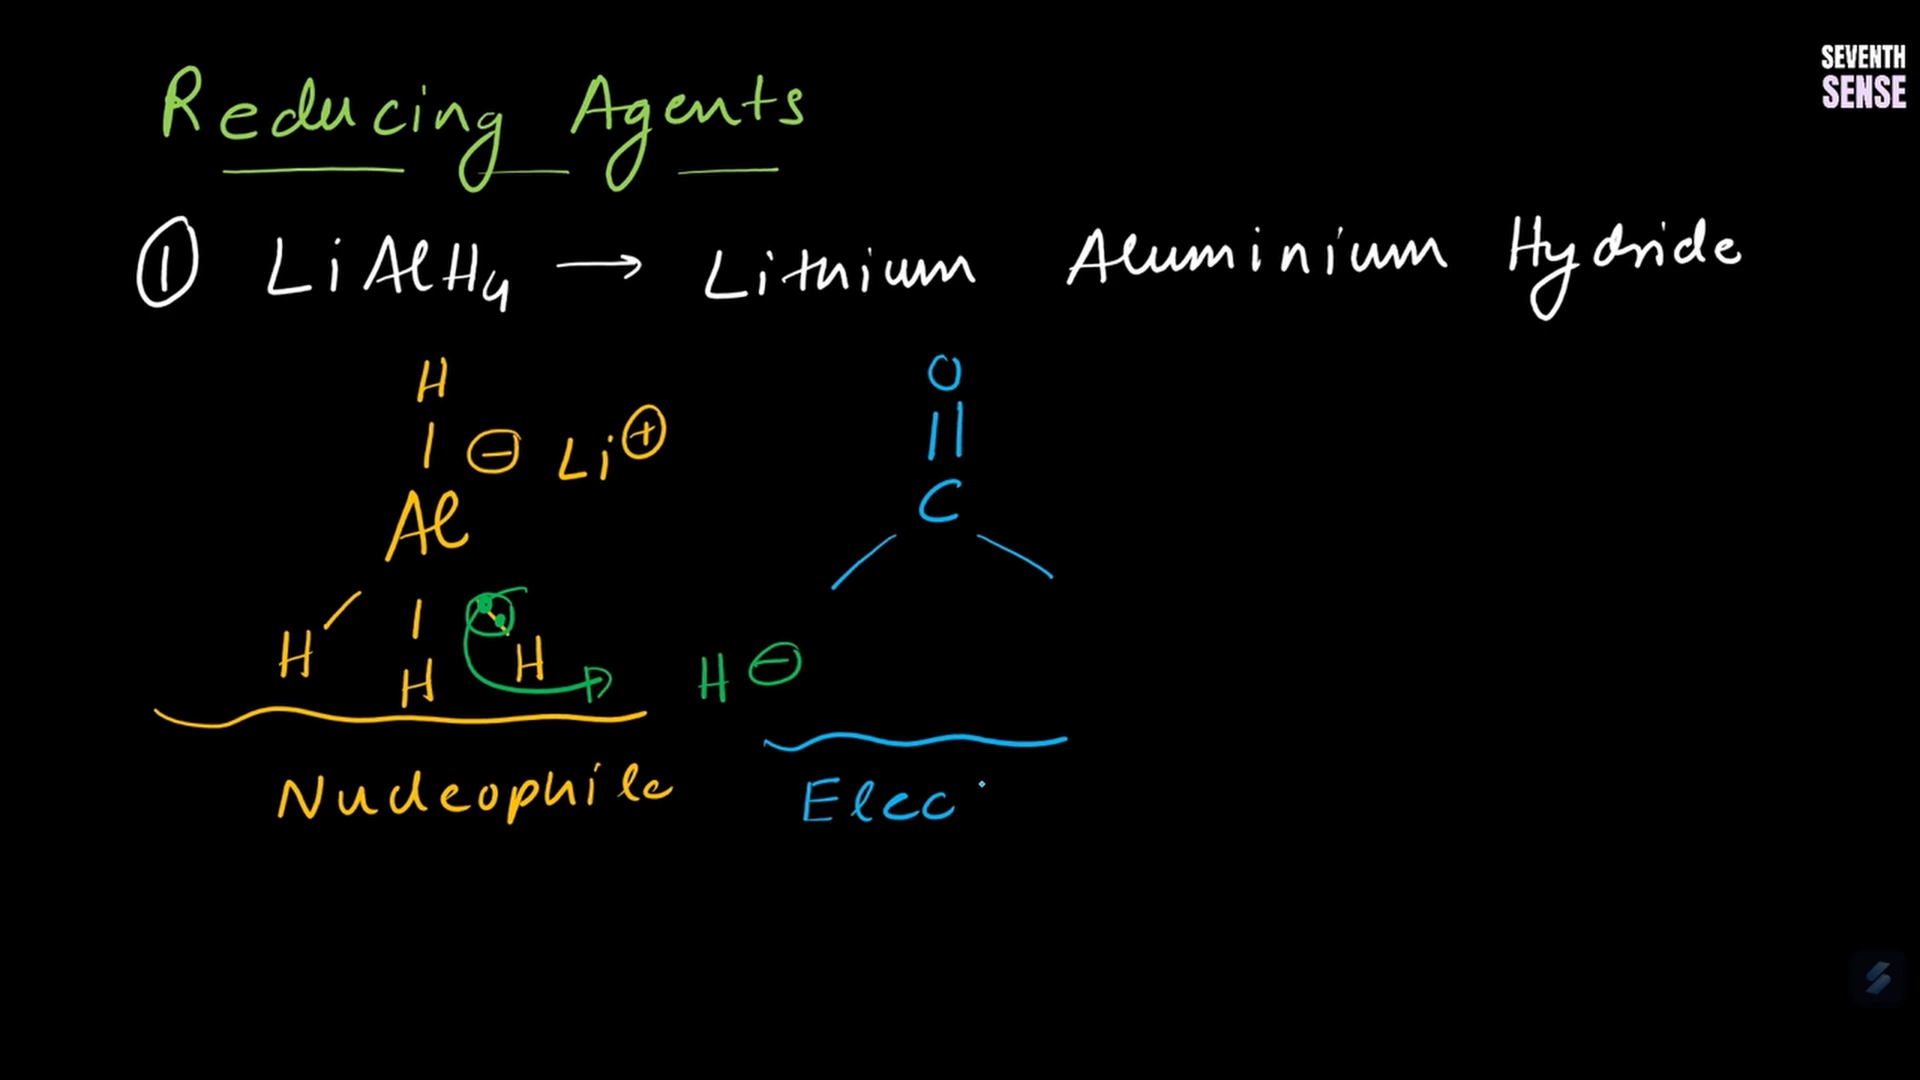 Reducing Agents
SEVENTH
SENSE
① LiAlH4 → Lithium Aluminium Hydride
H
⊖ Li⊕
Al
H H H
O
C
H⊖
Nucleophile
Elec